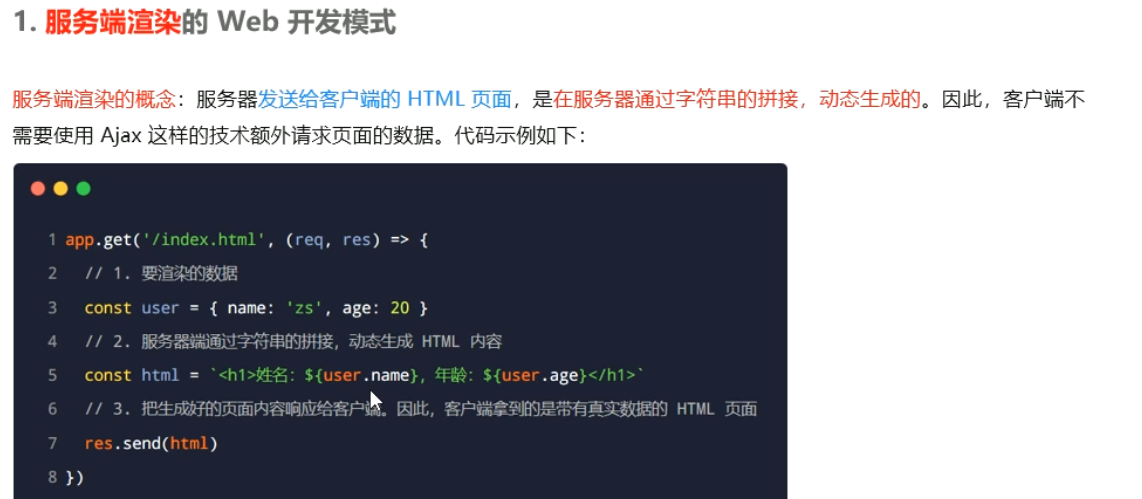 1. 服务端渲染的 Web 开发模式
服务端渲染的概念：服务器发送给客户端的 HTML 页面，是在服务器通过字符串的拼接，动态生成的。因此，客户端不
需要使用 Ajax 这样的技术额外请求页面的数据。代码示例如下：
1 app.get('/index.html', (req, res) => {
2   // 1. 要渲染的数据
3   const user = { name: 'zs', age: 20 }
4   // 2. 服务器端通过字符串的拼接，动态生成 HTML 内容
5   const html = `<h1>姓名：${user.name}，年龄：${user.age}</h1>`
6   // 3. 把生成好的页面内容响应给客户端。因此，客户端拿到的是带有真实数据的 HTML 页面
7   res.send(html)
8 })